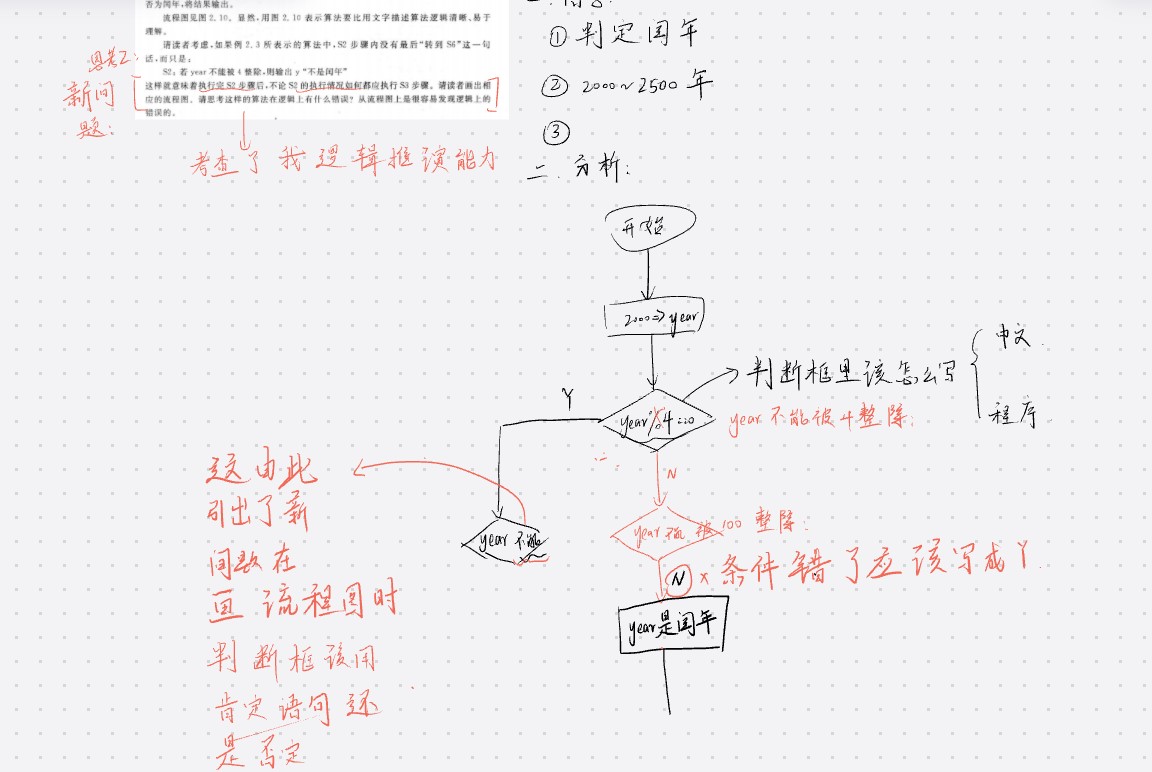 否为闰年,将结果输出。
流程图见图 2.10。显然,用图 2.10 表示算法要比用文字描述算法逻辑清晰、易于
理解。
请读者考虑,如果例 2.3 所表示的算法中,S2 步骤内没有最后“转到 S6”这一句
话,而只是:
S2:若 year 不能被 4 整除,则输出 y“不是闰年”
这样就意味着执行完 S2 步骤后,不论 S2 的执行情况如何都应执行 S3 步骤。请读者画出相
应的流程图。请思考这样的算法在逻辑上有什么错误?从流程图上是很容易发现逻辑上的
错误的。
新问
题:
考查了我逻辑推演能力
① 判定闰年
② 2000~2500年
③
二.分析:
开始
2000=>year
Y
year%4==0
判断框里该怎么写
中文
程序
year不能被4整除:
N
year不能
year 不能 被100 整除:
N
× 条件错了应该写成Y.
year是闰年
这由此
引出了新
问题在
画流程图时
判断框该用
肯定语句还
是否定